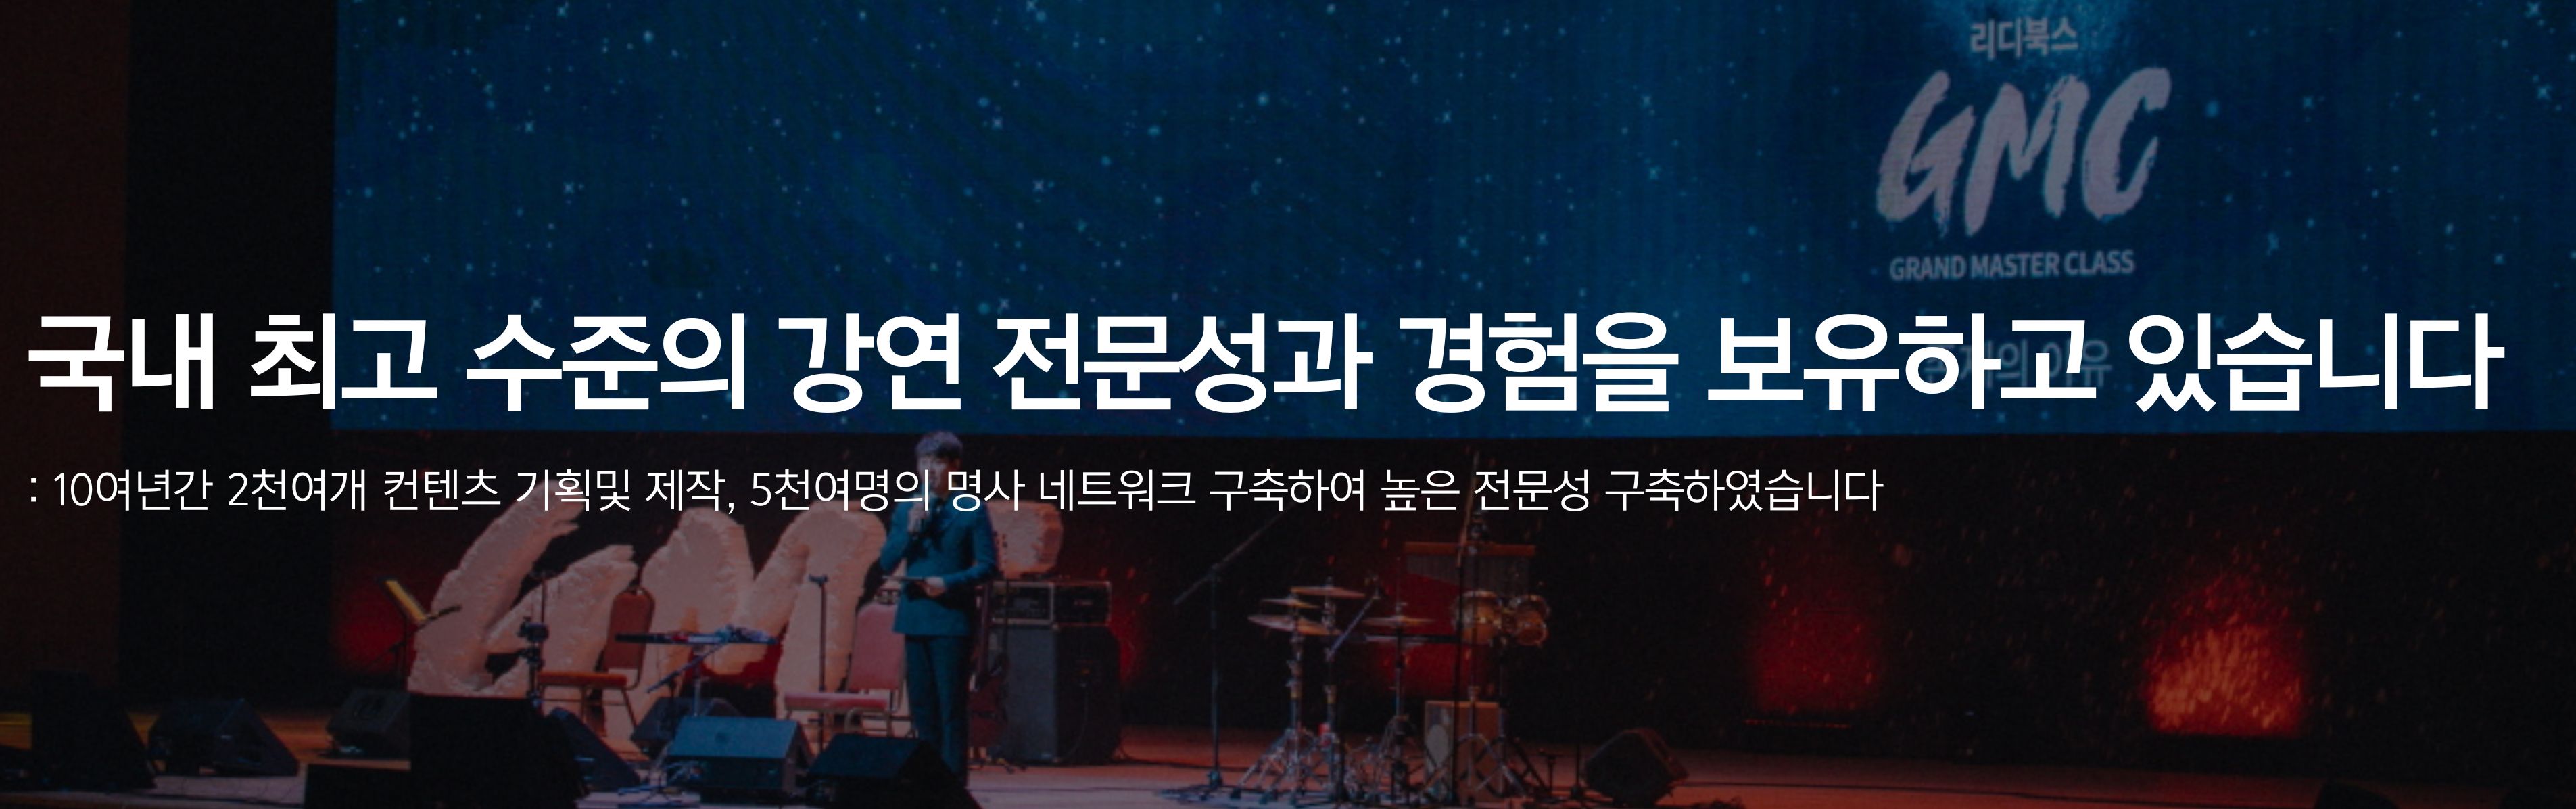 리디북스
GMC
GRAND MASTER CLASS
국내 최고 수준의 강연 전문성과 경험을 보유하고 있습니다
: 10여년간 2천여개 컨텐츠 기획및 제작, 5천여명의 명사 네트워크 구축하여 높은 전문성 구축하였습니다
GMC